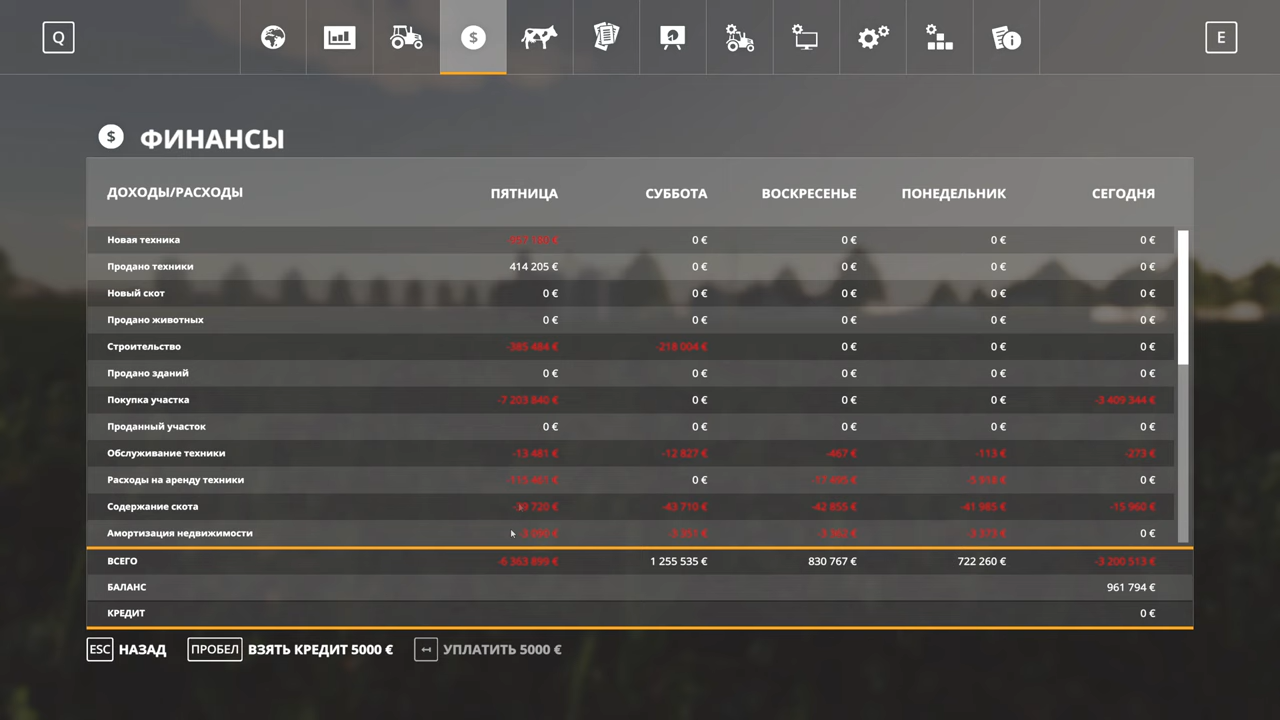 Q E
ФИНАНСЫ
ДОХОДЫ/РАСХОДЫ ПЯТНИЦА СУББОТА ВОСКРЕСЕНЬЕ ПОНЕДЕЛЬНИК СЕГОДНЯ
Новая техника 0 € 0 € 0 € 0 €
Продано техники 414 205 € 0 € 0 € 0 € 0 €
Новый скот 0 € 0 € 0 € 0 € 0 €
Продано животных 0 € 0 € 0 € 0 € 0 €
Строительство -385 484 € -218 004 € 0 € 0 € 0 €
Продано зданий 0 € 0 € 0 € 0 € 0 €
Покупка участка -7 203 840 € 0 € 0 € 0 € -3 409 344 €
Проданный участок 0 € 0 € 0 € 0 € 0 €
Обслуживание техники -13 481 € -12 827 € -467 € -113 € -273 €
Расходы на аренду техники 0 € 0 €
Содержание скота -43 710 € -42 855 € -41 985 € -15 960 €
Амортизация недвижимости -3 351 € 0 €
ВСЕГО -6 363 899 € 1 255 535 € 830 767 € 722 260 € -3 200 513 €
БАЛАНС 961 794 €
КРЕДИТ 0 €
ESC НАЗАД ПРОБЕЛ ВЗЯТЬ КРЕДИТ 5000 € УПЛАТИТЬ 5000 €